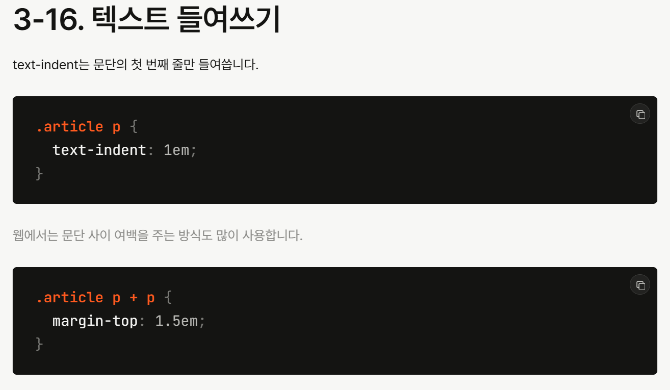 3-16. 텍스트 들여쓰기
text-indent는 문단의 첫 번째 줄만 들여씁니다.
.article p {
  text-indent: 1em;
}
웹에서는 문단 사이 여백을 주는 방식도 많이 사용합니다.
.article p + p {
  margin-top: 1.5em;
}